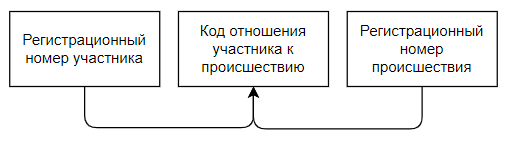 Регистрационный
номер участника
Код отношения
участника к
происшествию
Регистрационный
номер
происшествия